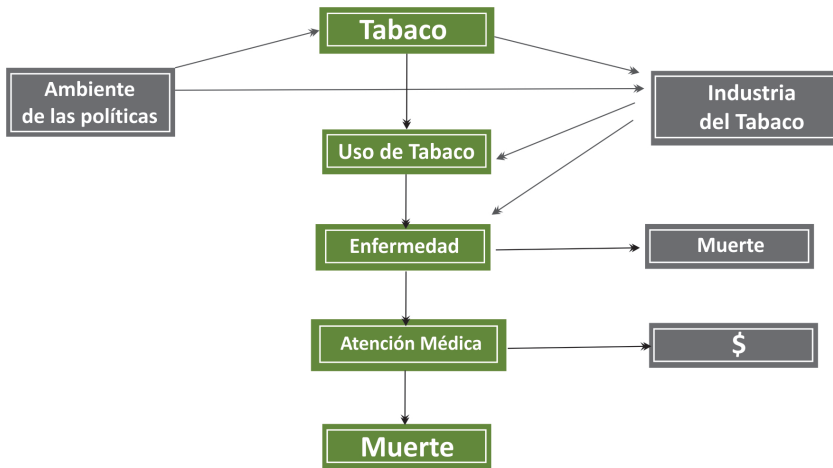 Tabaco
Ambiente
de las políticas
Industria
del Tabaco
Uso de Tabaco
Enfermedad
Muerte
Atención Médica
$
Muerte